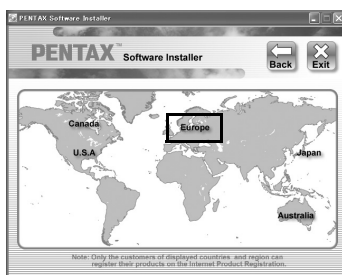 PENTAX Software Installer
PENTAX™ Software Installer
Back
Exit
Canada
Europe
U.S.A
Japan
Australia
Note: Only the customers of displayed countries and region can
register their products on the Internet Product Registration.